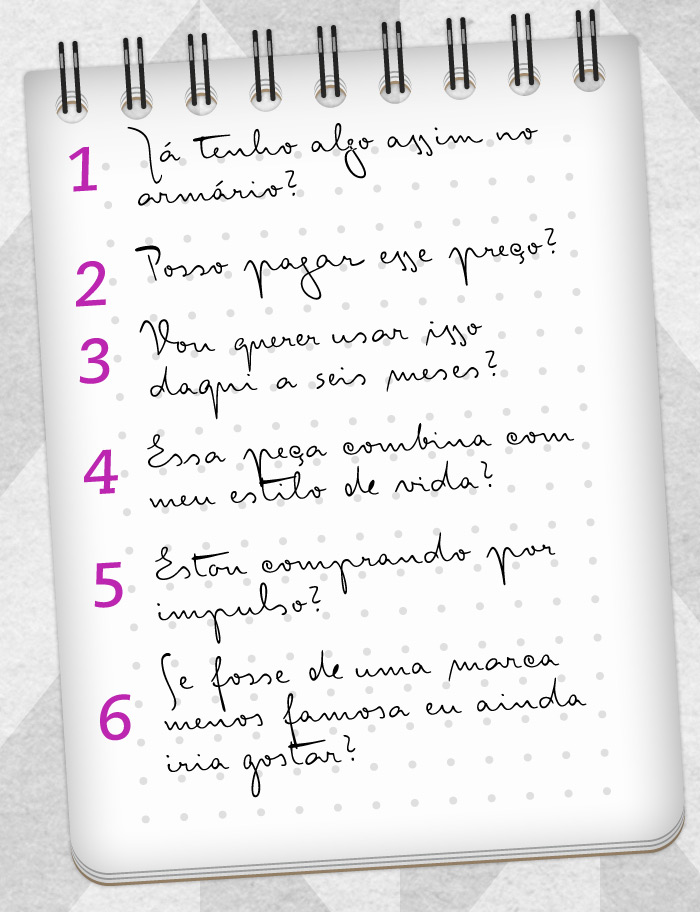 1 Já tenho algo assim no
armário?
2 Posso pagar esse preço?
3 Vou querer usar isso
daqui a seis meses?
4 Essa peça combina com
meu estilo de vida?
5 Estou comprando por
impulso?
6 Se fosse de uma marca
menos famosa eu ainda
iria gostar?